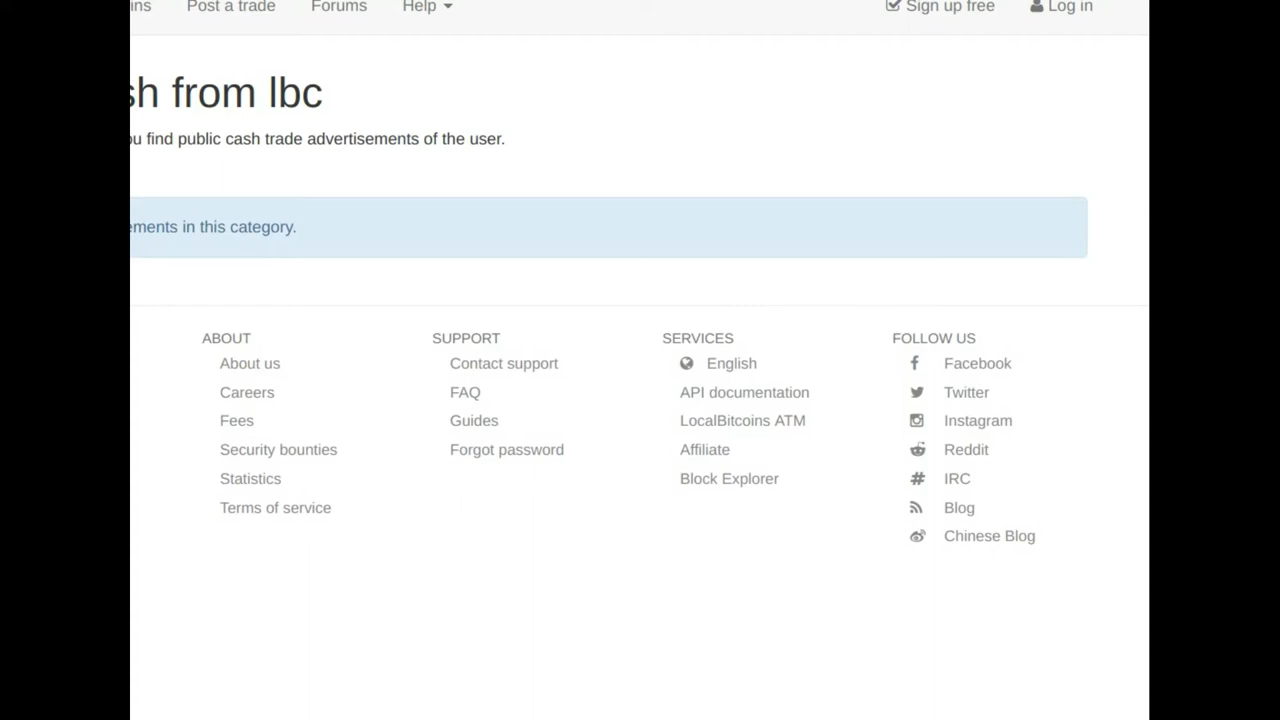 Post a trade Forums Help Sign up free Log in
from lbc
find public cash trade advertisements of the user.
in this category.
ABOUT SUPPORT SERVICES FOLLOW US
About us Contact support English Facebook
Careers FAQ API documentation Twitter
Fees Guides LocalBitcoins ATM Instagram
Security bounties Forgot password Affiliate Reddit
Statistics Block Explorer IRC
Terms of service Blog
Chinese Blog